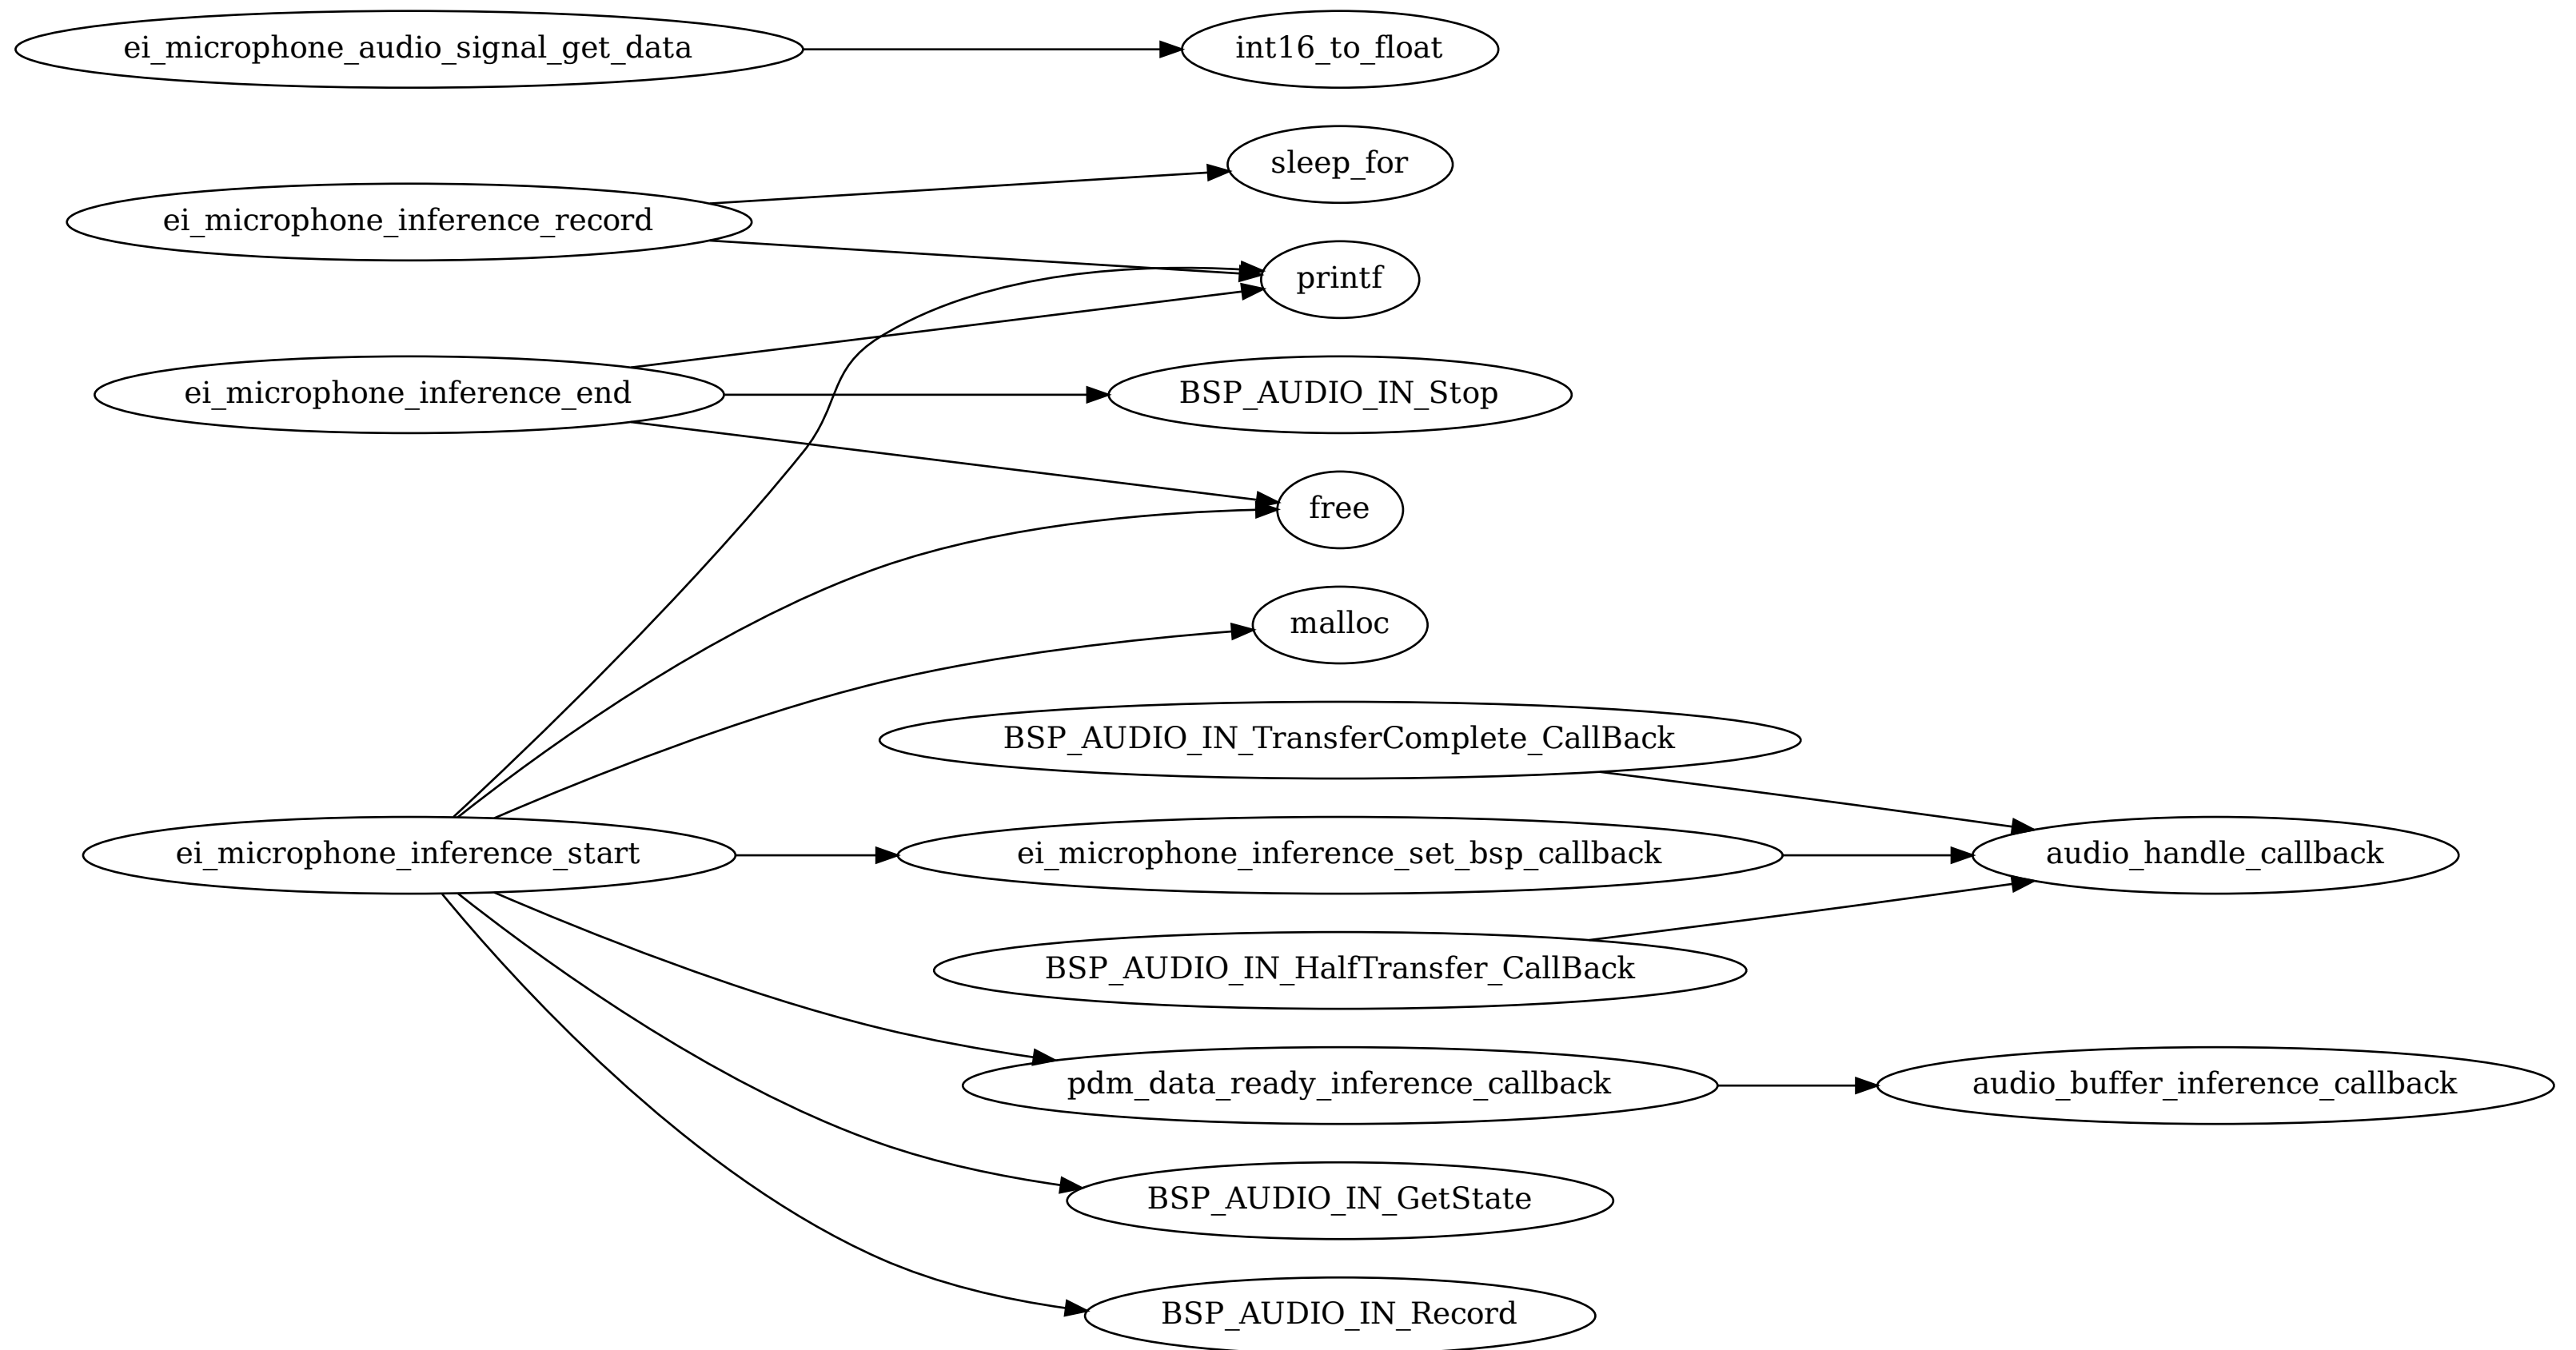 ei_microphone_audio_signal_get_data
int16_to_float
sleep_for
ei_microphone_inference_record
printf
ei_microphone_inference_end
BSP_AUDIO_IN_Stop
free
malloc
BSP_AUDIO_IN_TransferComplete_CallBack
ei_microphone_inference_start
ei_microphone_inference_set_bsp_callback
audio_handle_callback
BSP_AUDIO_IN_HalfTransfer_CallBack
pdm_data_ready_inference_callback
audio_buffer_inference_callback
BSP_AUDIO_IN_GetState
BSP_AUDIO_IN_Record